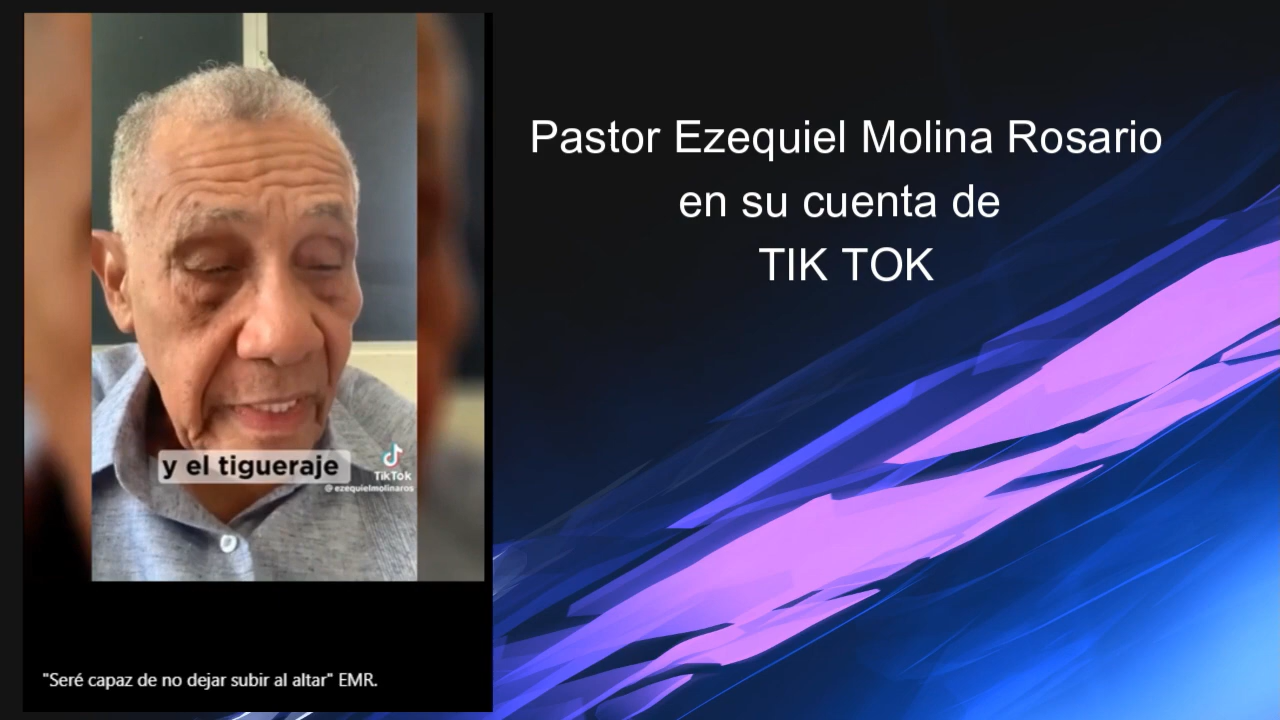 Pastor Ezequiel Molina Rosario
en su cuenta de
TIK TOK
y el tigueraje
TikTok
@ezequielmolinaros
"Seré capaz de no dejar subir al altar" EMR.